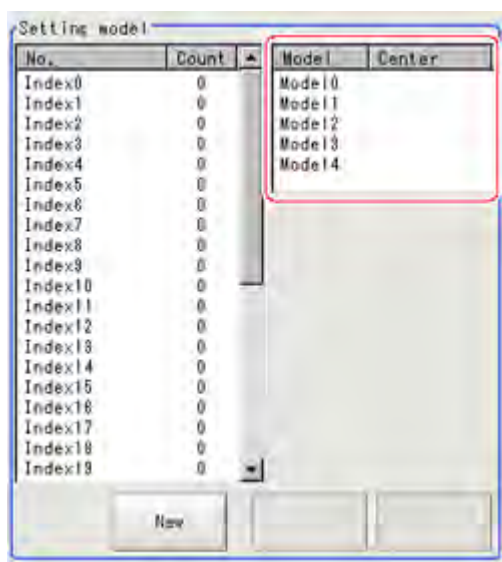 Setting model
No. Count
Index0 0
Index1 0
Index2 0
Index3 0
Index4 0
Index5 0
Index6 0
Index7 0
Index8 0
Index9 0
Index10 0
Index11 0
Index12 0
Index13 0
Index14 0
Index15 0
Index16 0
Index17 0
Index18 0
Index19 0
Model Center
Model0
Model1
Model2
Model3
Model4
New